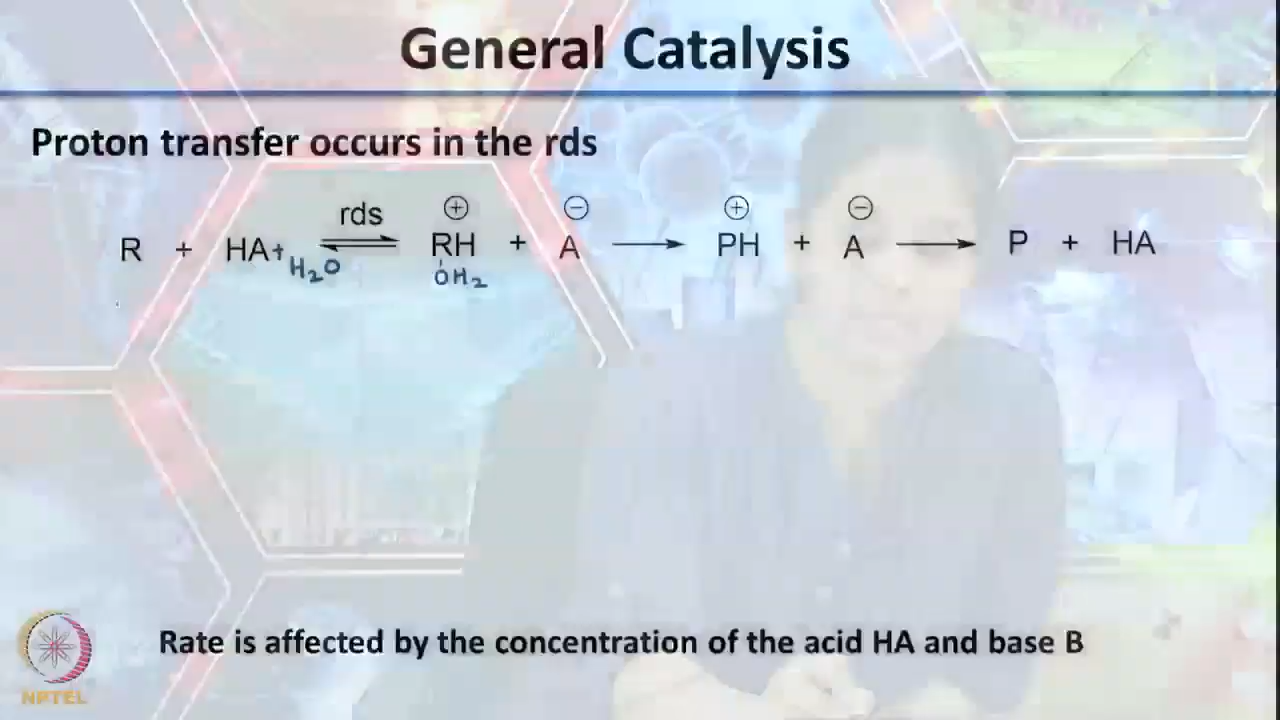 General Catalysis
Proton transfer occurs in the rds
rds ⊕ ⊖ ⊕ ⊖
R + HA + H₂O ⇌ RH + A ⟶ PH + A ⟶ P + HA
OH₂
Rate is affected by the concentration of the acid HA and base B
NPTEL